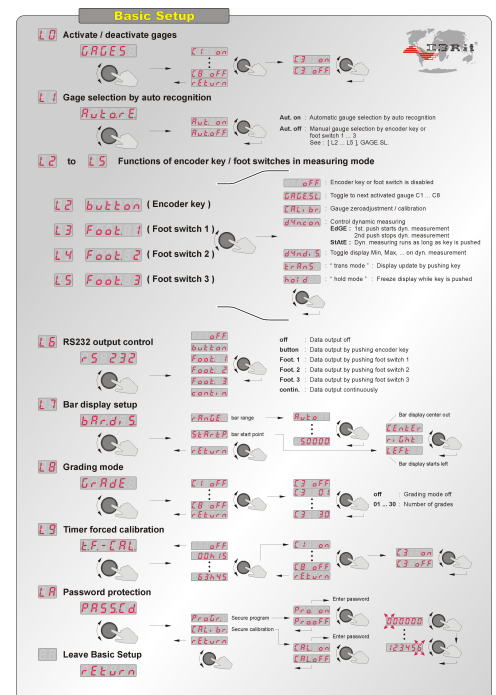 Basic Setup
L0 Activate / deactivate gages
GAGES
C1 on
C8 oFF
rEturn
C3 on
C3 oFF
IBRit
L1 Gage selection by auto recognition
Auto.rE.
Aut. on
AutoFF
Aut. on : Automatic gauge selection by auto recognition
Aut. off : Manual gauge selection by encoder key or
foot switch 1 ... 3
See : [ L2 ... L5 ], GAGE.SL.
L2 to L5 Functions of encoder key / foot switches in measuring mode
L2 button ( Encoder key )
L3 Foot. 1 ( Foot switch 1 )
L4 Foot. 2 ( Foot switch 2 )
L5 Foot. 3 ( Foot switch 3 )
oFF : Encoder key or foot switch is disabled
GAGE.SL : Toggle to next activated gauge C1 ... C8
CALibr : Gauge zeroadjustment / calibration
dYncon : Control dynamic measuring
EdGE : 1st. push starts dyn. measurement
2nd push stops dyn. measurement
StAtE : Dyn. measuring runs as long as key is pushed
dYndiS : Toggle display Min, Max, ... on dyn. measurement
trAnS : " trans mode " : Display update by pushing key
hold : " hold mode " : Freeze display while key is pushed
L6 RS232 output control
rS 232
oFF
button
Foot. 1
Foot. 2
Foot. 3
contin
off : Data output off
button : Data output by pushing encoder key
Foot. 1 : Data output by pushing foot switch 1
Foot. 2 : Data output by pushing foot switch 2
Foot. 3 : Data output by pushing foot switch 3
contin. : Data output continuously
L7 Bar display setup
bAr.diS.
rAnGE bar range
StArtP bar start point
rEturn
Auto
50000
Bar display center out
CEntEr
riGht
LEFt
Bar display starts left
L8 Grading mode
GrAdE
C1 oFF
C8 oFF
rEturn
C3 oFF
C3 01
C3 30
off : Grading mode off
01 ... 30 : Number of grades
L9 Timer forced calibration
t.F.-CAL.
oFF
00h15
63h45
C1 on
C8 oFF
rEturn
C3 on
C3 oFF
LA Password protection
PASS.Cd
ProGr. Secure program
CALibr Secure calibration
rEturn
Enter password
Pro on
ProoFF
Enter password
CAL on
CALoFF
000000
123456
Leave Basic Setup
rEturn